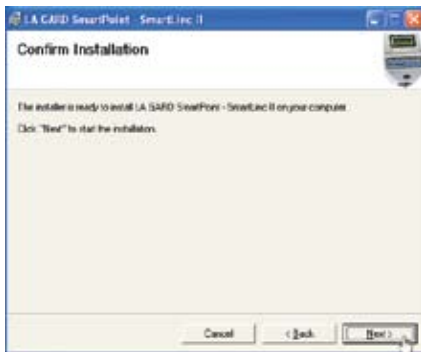 LA GARD SmartPoint - SmartLinc II
Confirm Installation
The installer is ready to install LA GARD SmartPoint - SmartLinc II on your computer.
Click "Next" to start the installation.
Cancel
< Back
Next >